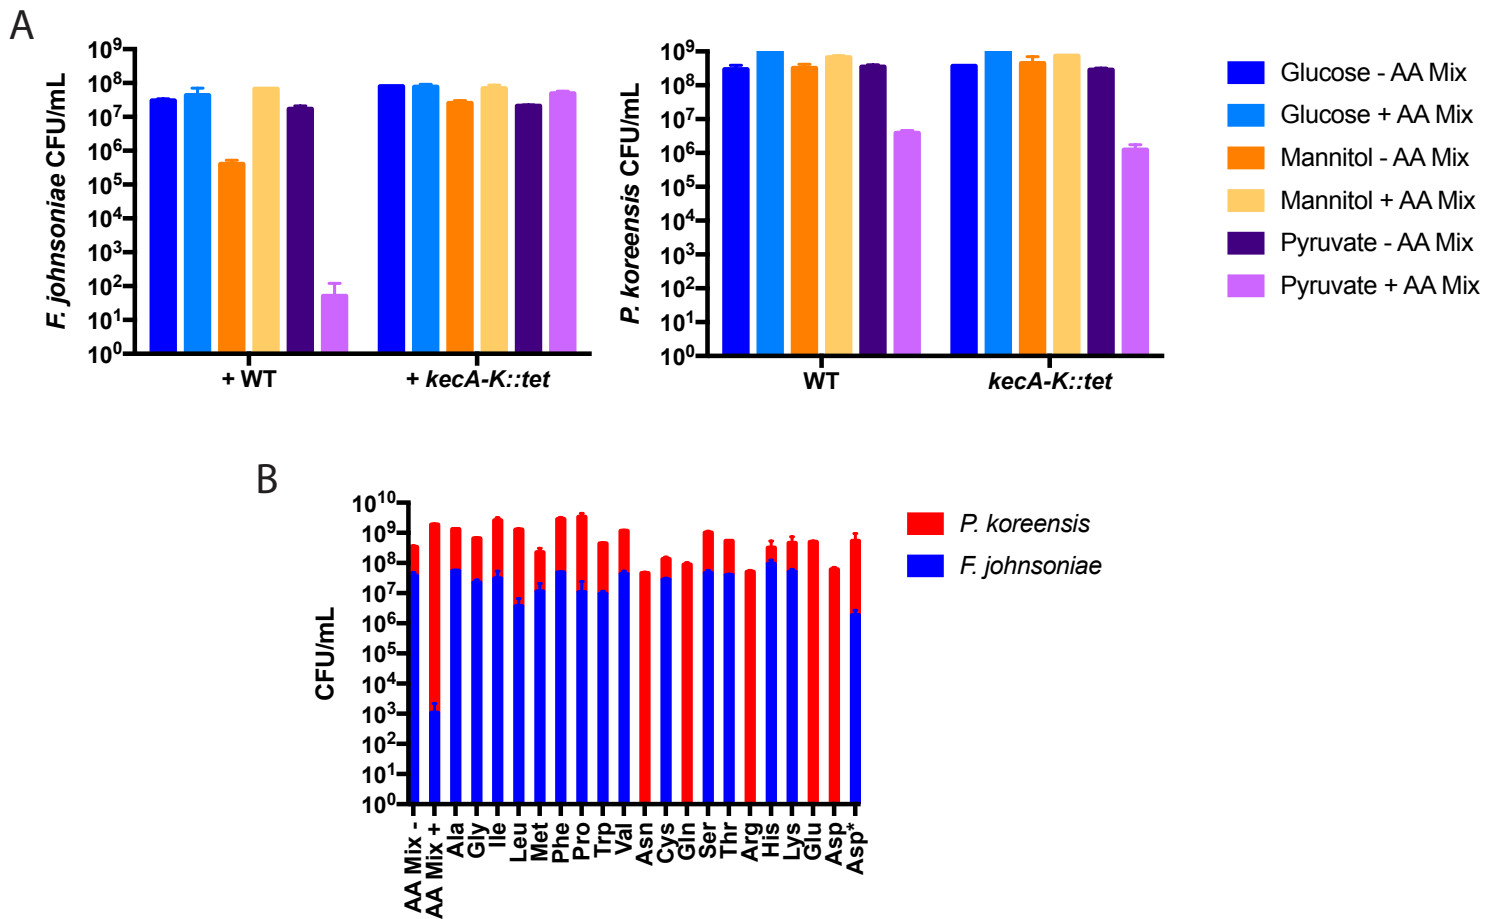 A
F. johnsoniae CFU/mL
10⁹
10⁸
10⁷
10⁶
10⁵
10⁴
10³
10²
10¹
10⁰
+ WT
+ kecA-K::tet
P. koreensis CFU/mL
10⁹
10⁸
10⁷
10⁶
10⁵
10⁴
10³
10²
10¹
10⁰
WT
kecA-K::tet
Glucose - AA Mix
Glucose + AA Mix
Mannitol - AA Mix
Mannitol + AA Mix
Pyruvate - AA Mix
Pyruvate + AA Mix
B
CFU/mL
10¹⁰
10⁹
10⁸
10⁷
10⁶
10⁵
10⁴
10³
10²
10¹
10⁰
AA Mix -
AA Mix +
Ala
Gly
Ile
Leu
Met
Phe
Pro
Trp
Val
Asn
Cys
Gln
Ser
Thr
Arg
His
Lys
Glu
Asp
Asp*
P. koreensis
F. johnsoniae